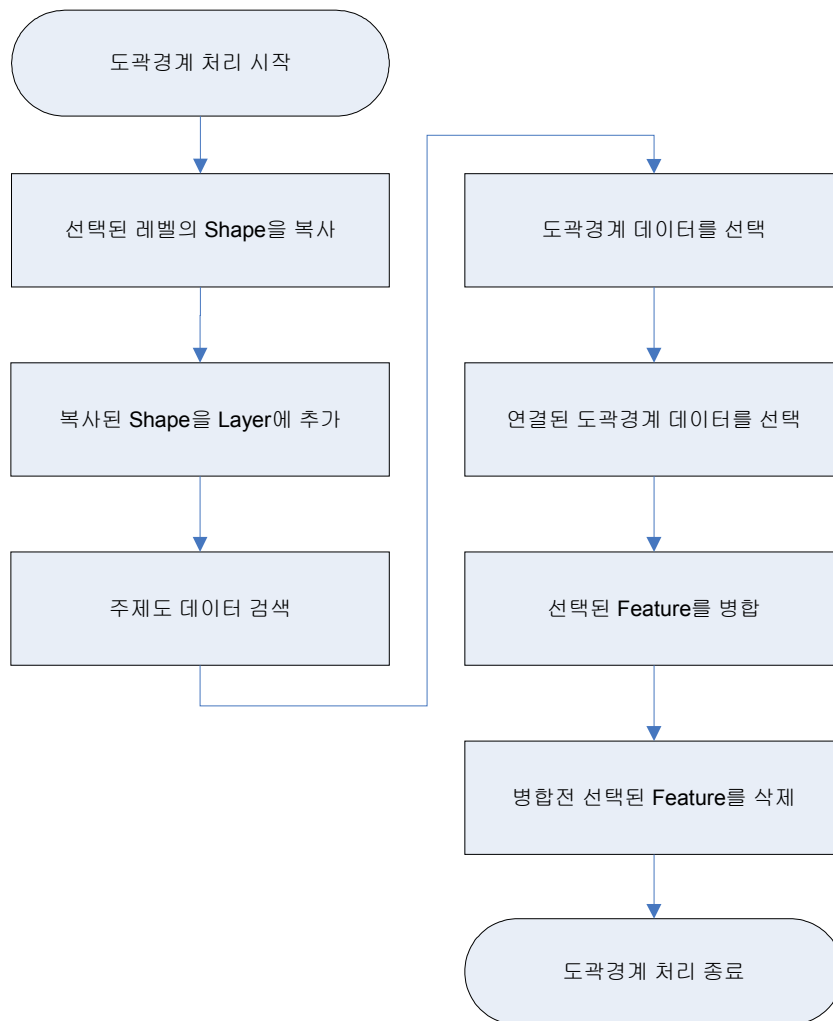 도곽경계 처리 시작
선택된 레벨의 Shape을 복사
복사된 Shape을 Layer에 추가
주제도 데이터 검색
도곽경계 데이터를 선택
연결된 도곽경계 데이터를 선택
선택된 Feature를 병합
병합전 선택된 Feature를 삭제
도곽경계 처리 종료